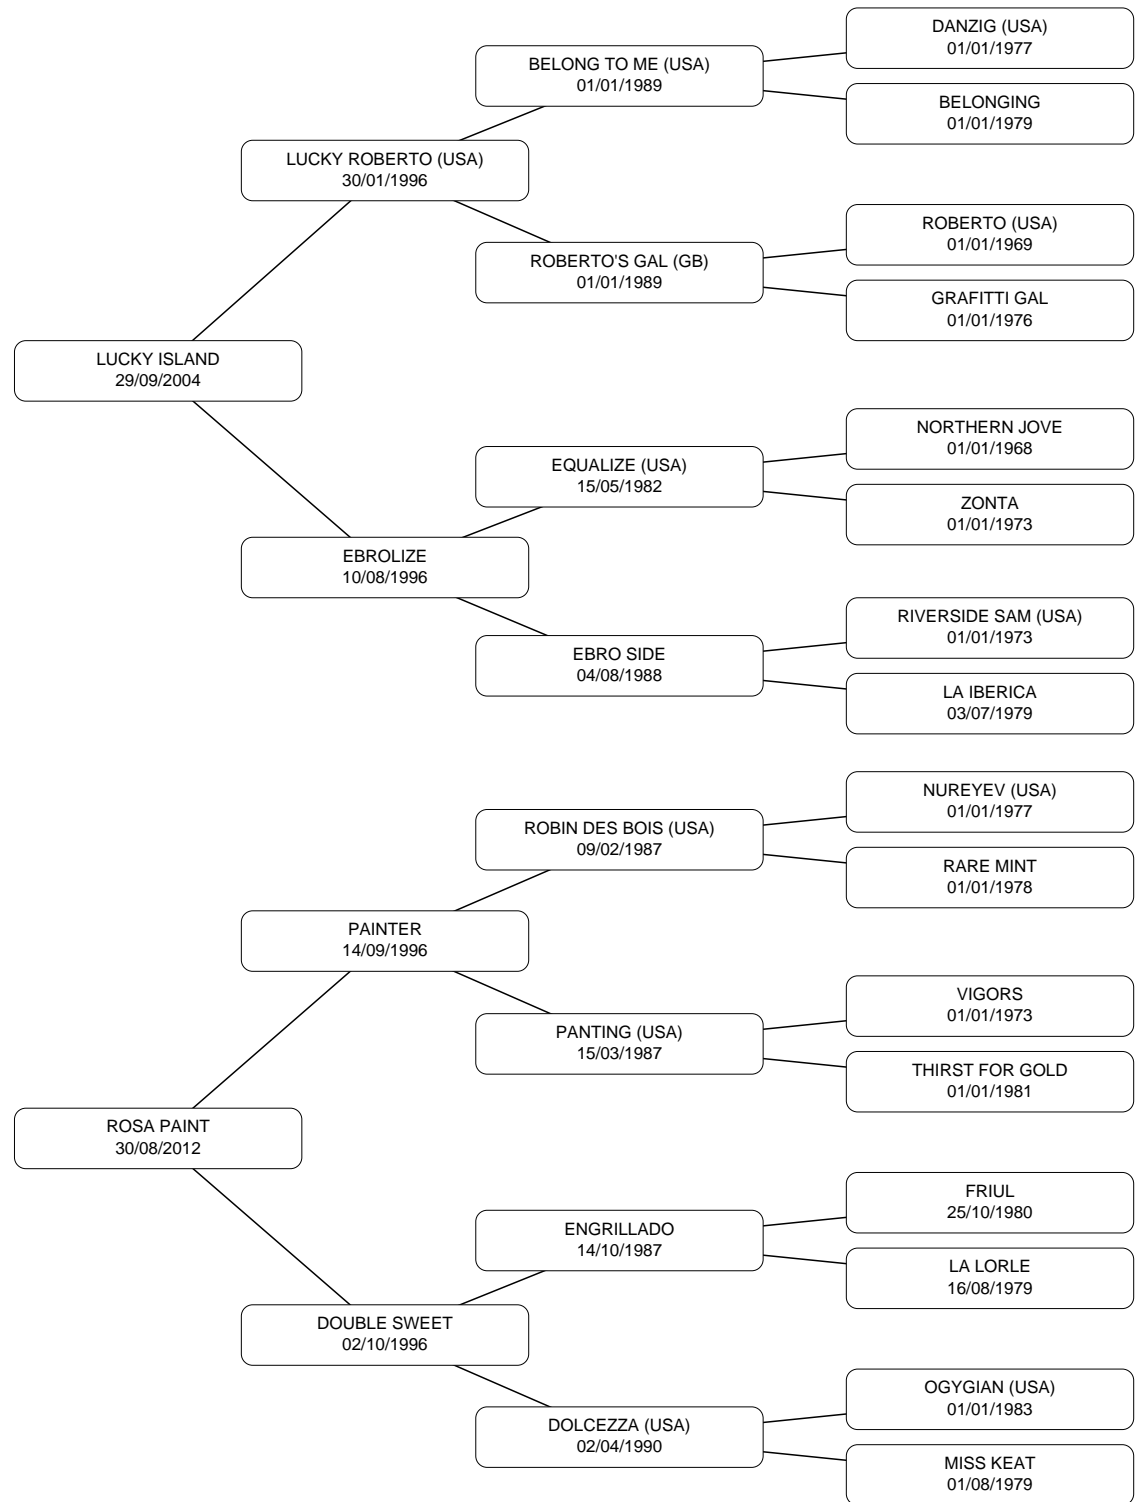 DANZIG (USA)
01/01/1977
BELONG TO ME (USA)
01/01/1989
BELONGING
01/01/1979
LUCKY ROBERTO (USA)
30/01/1996
ROBERTO (USA)
01/01/1969
ROBERTO'S GAL (GB)
01/01/1989
GRAFITTI GAL
01/01/1976
LUCKY ISLAND
29/09/2004
NORTHERN JOVE
01/01/1968
EQUALIZE (USA)
15/05/1982
ZONTA
01/01/1973
EBROLIZE
10/08/1996
RIVERSIDE SAM (USA)
01/01/1973
EBRO SIDE
04/08/1988
LA IBERICA
03/07/1979
NUREYEV (USA)
01/01/1977
ROBIN DES BOIS (USA)
09/02/1987
RARE MINT
01/01/1978
PAINTER
14/09/1996
VIGORS
01/01/1973
PANTING (USA)
15/03/1987
THIRST FOR GOLD
01/01/1981
ROSA PAINT
30/08/2012
FRIUL
25/10/1980
ENGRILLADO
14/10/1987
LA LORLE
16/08/1979
DOUBLE SWEET
02/10/1996
OGYGIAN (USA)
01/01/1983
DOLCEZZA (USA)
02/04/1990
MISS KEAT
01/08/1979